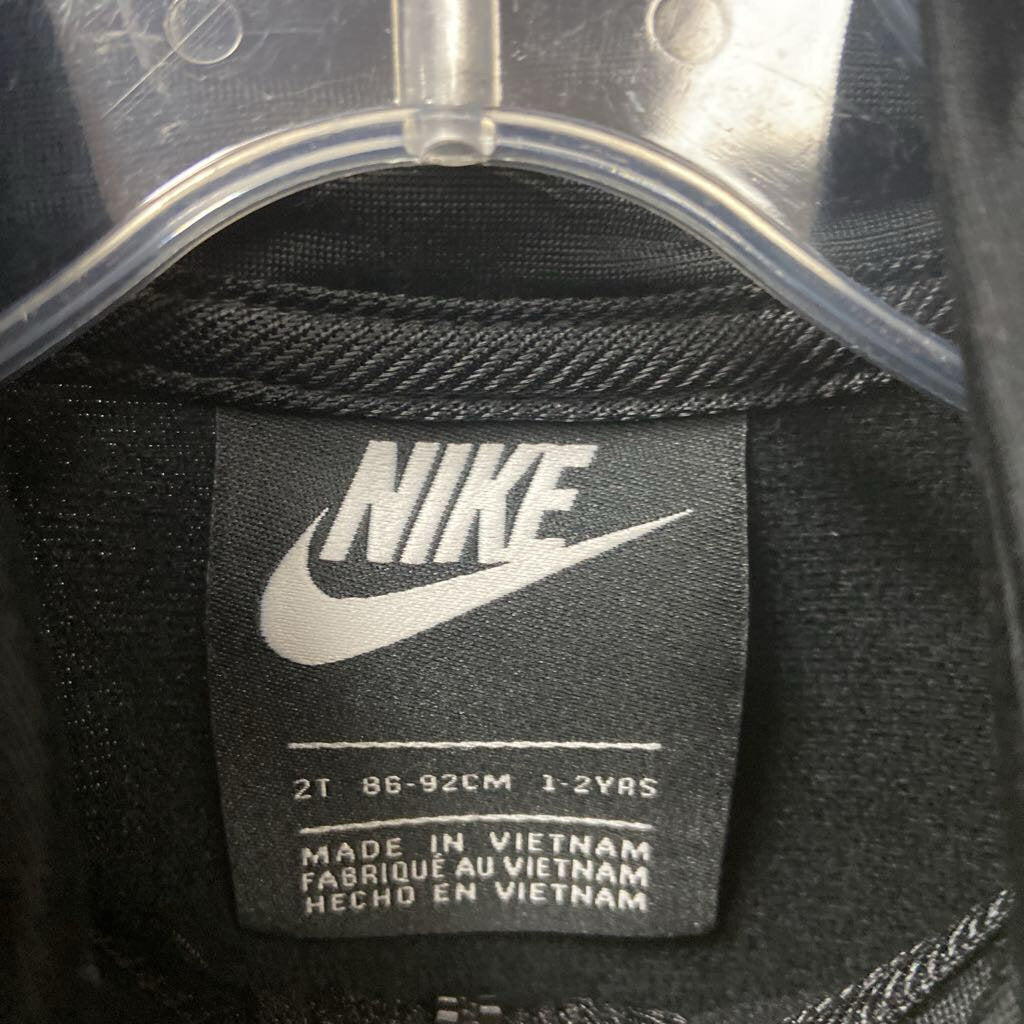 NIKE
2T 86-92CM 1-2YRS
MADE IN VIETNAM
FABRIQUÉ AU VIETNAM
HECHO EN VIETNAM